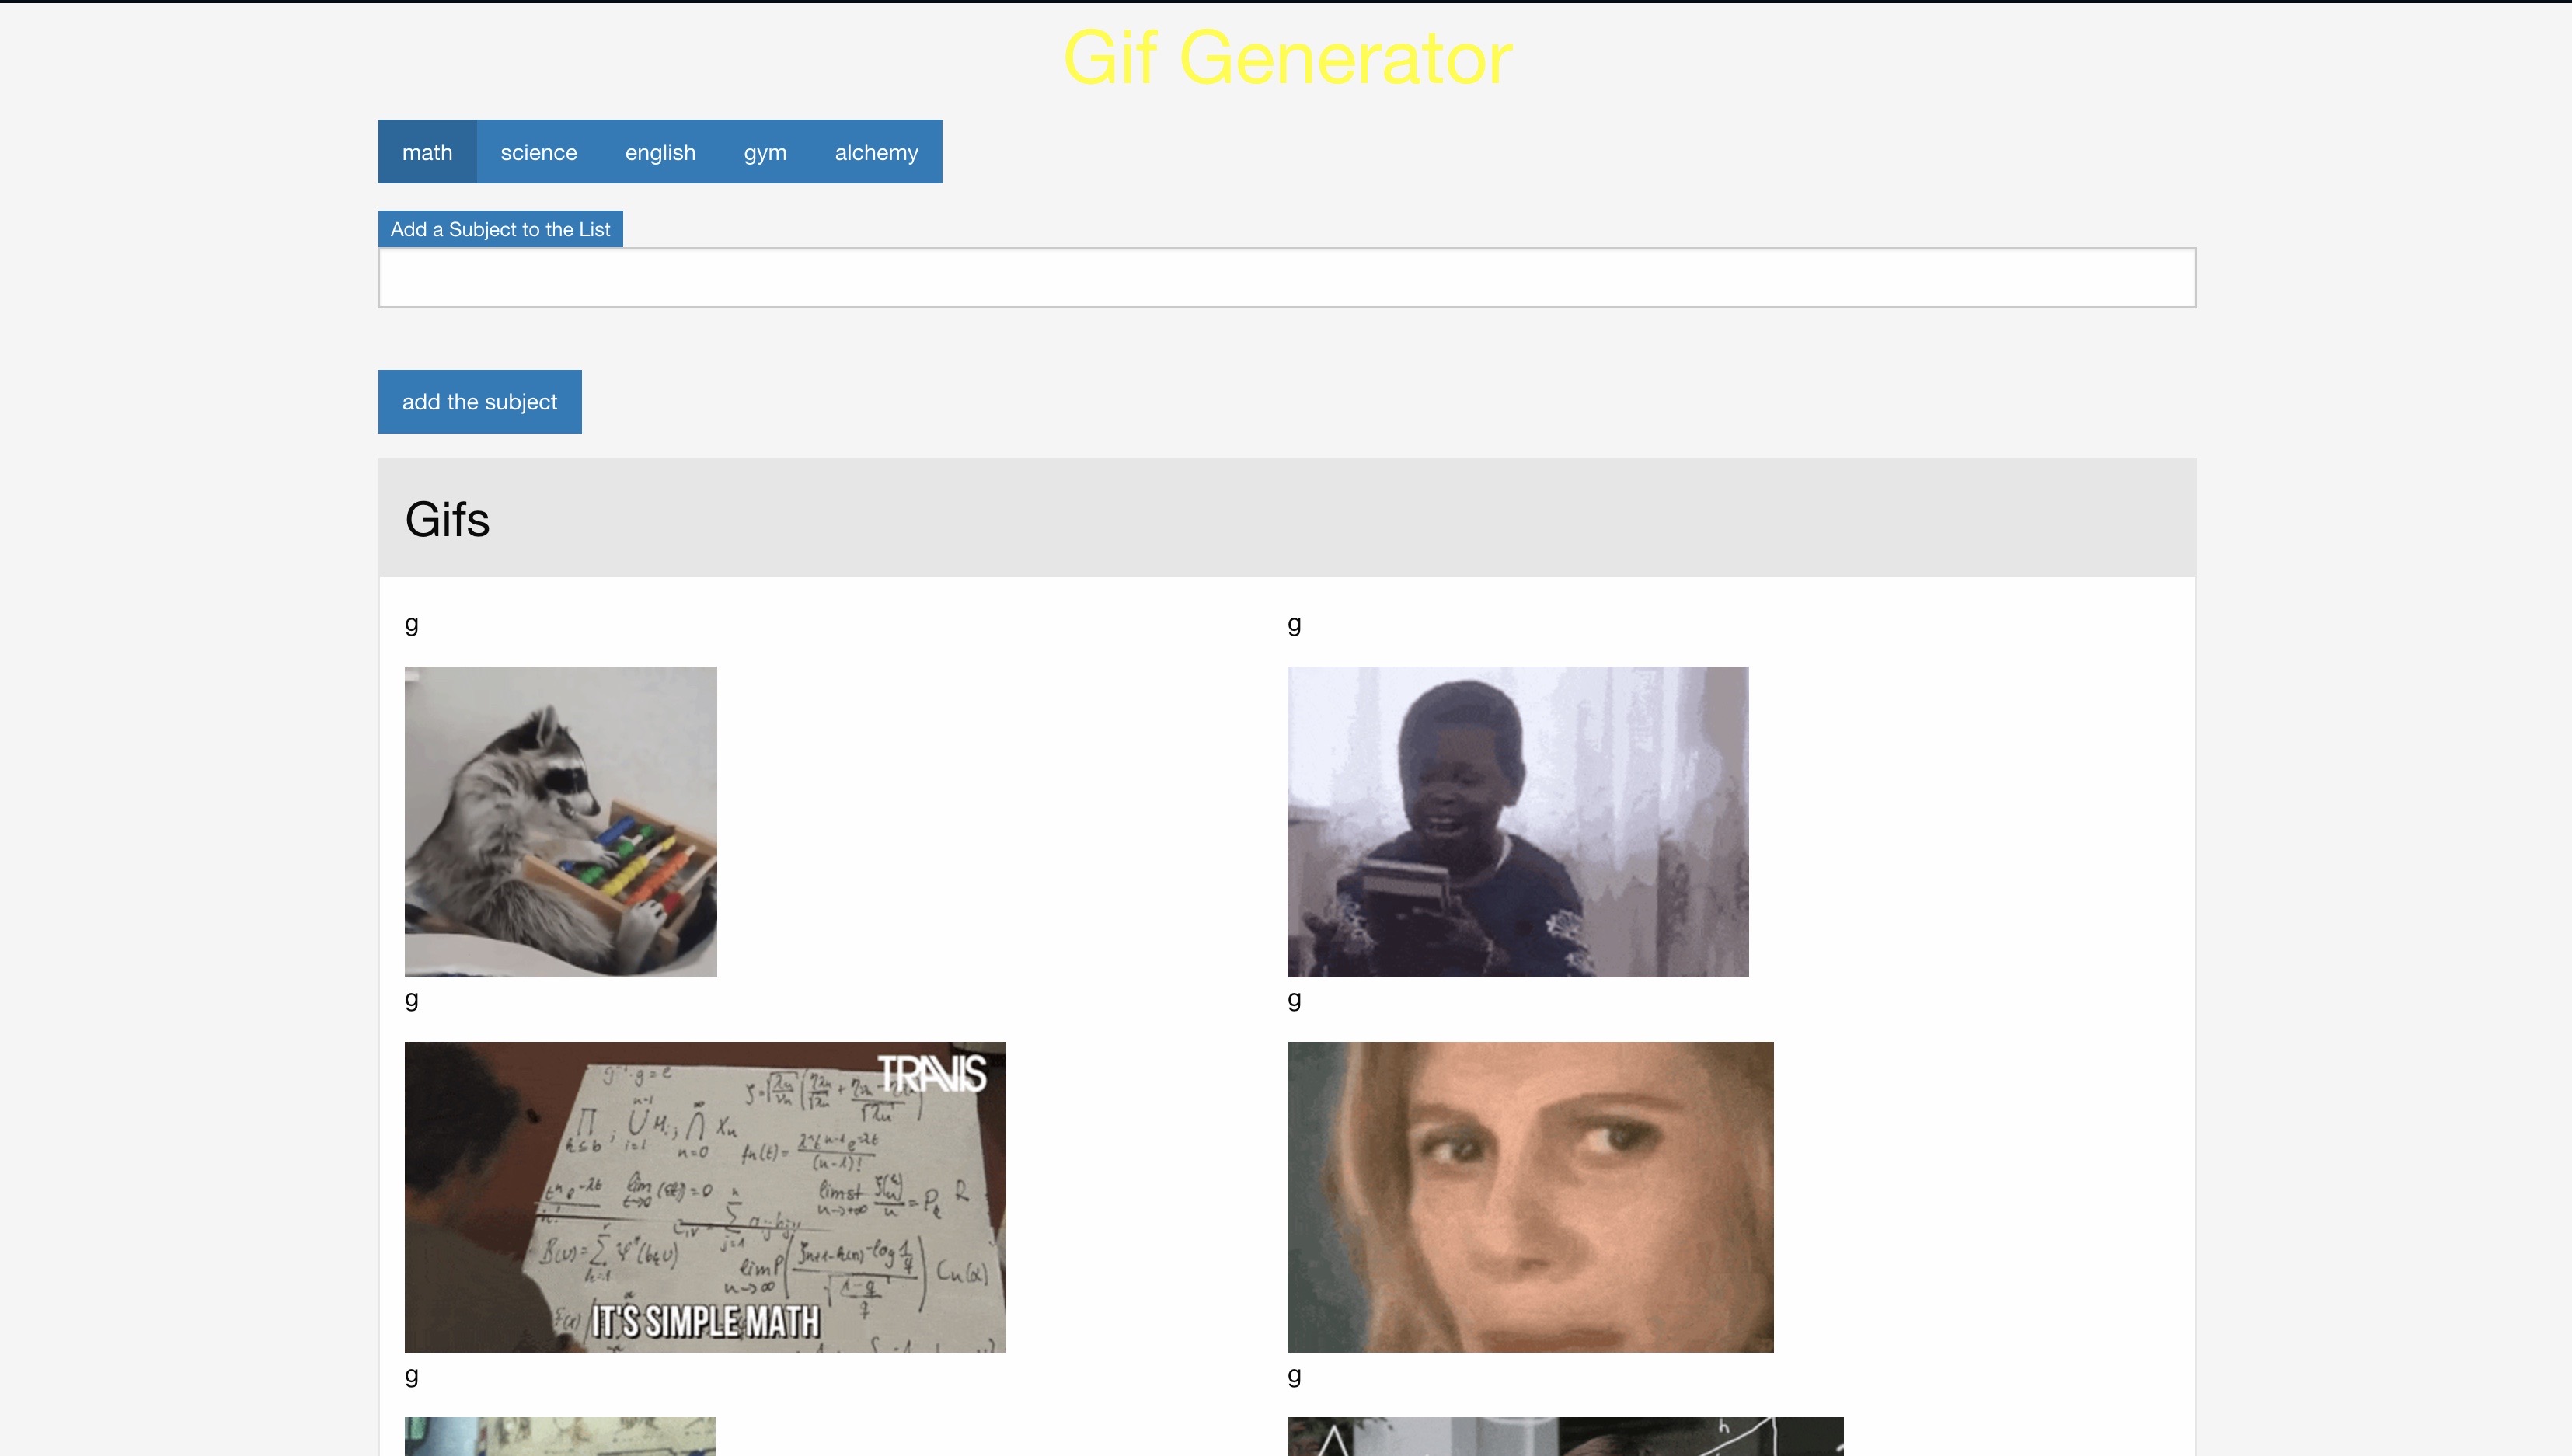 Gif Generator
math science english gym alchemy
Add a Subject to the List
add the subject
Gifs
g g
g g
TRAVIS
IT'S SIMPLE MATH
g g